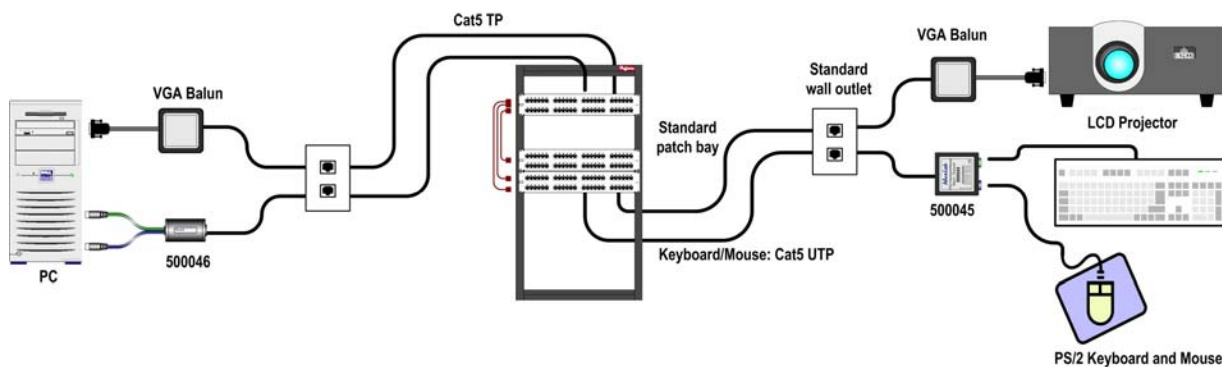 Cat5 TP
VGA Balun
VGA Balun
Standard
wall outlet
LCD Projector
Standard
patch bay
500045
500046
PC
Keyboard/Mouse: Cat5 UTP
PS/2 Keyboard and Mouse